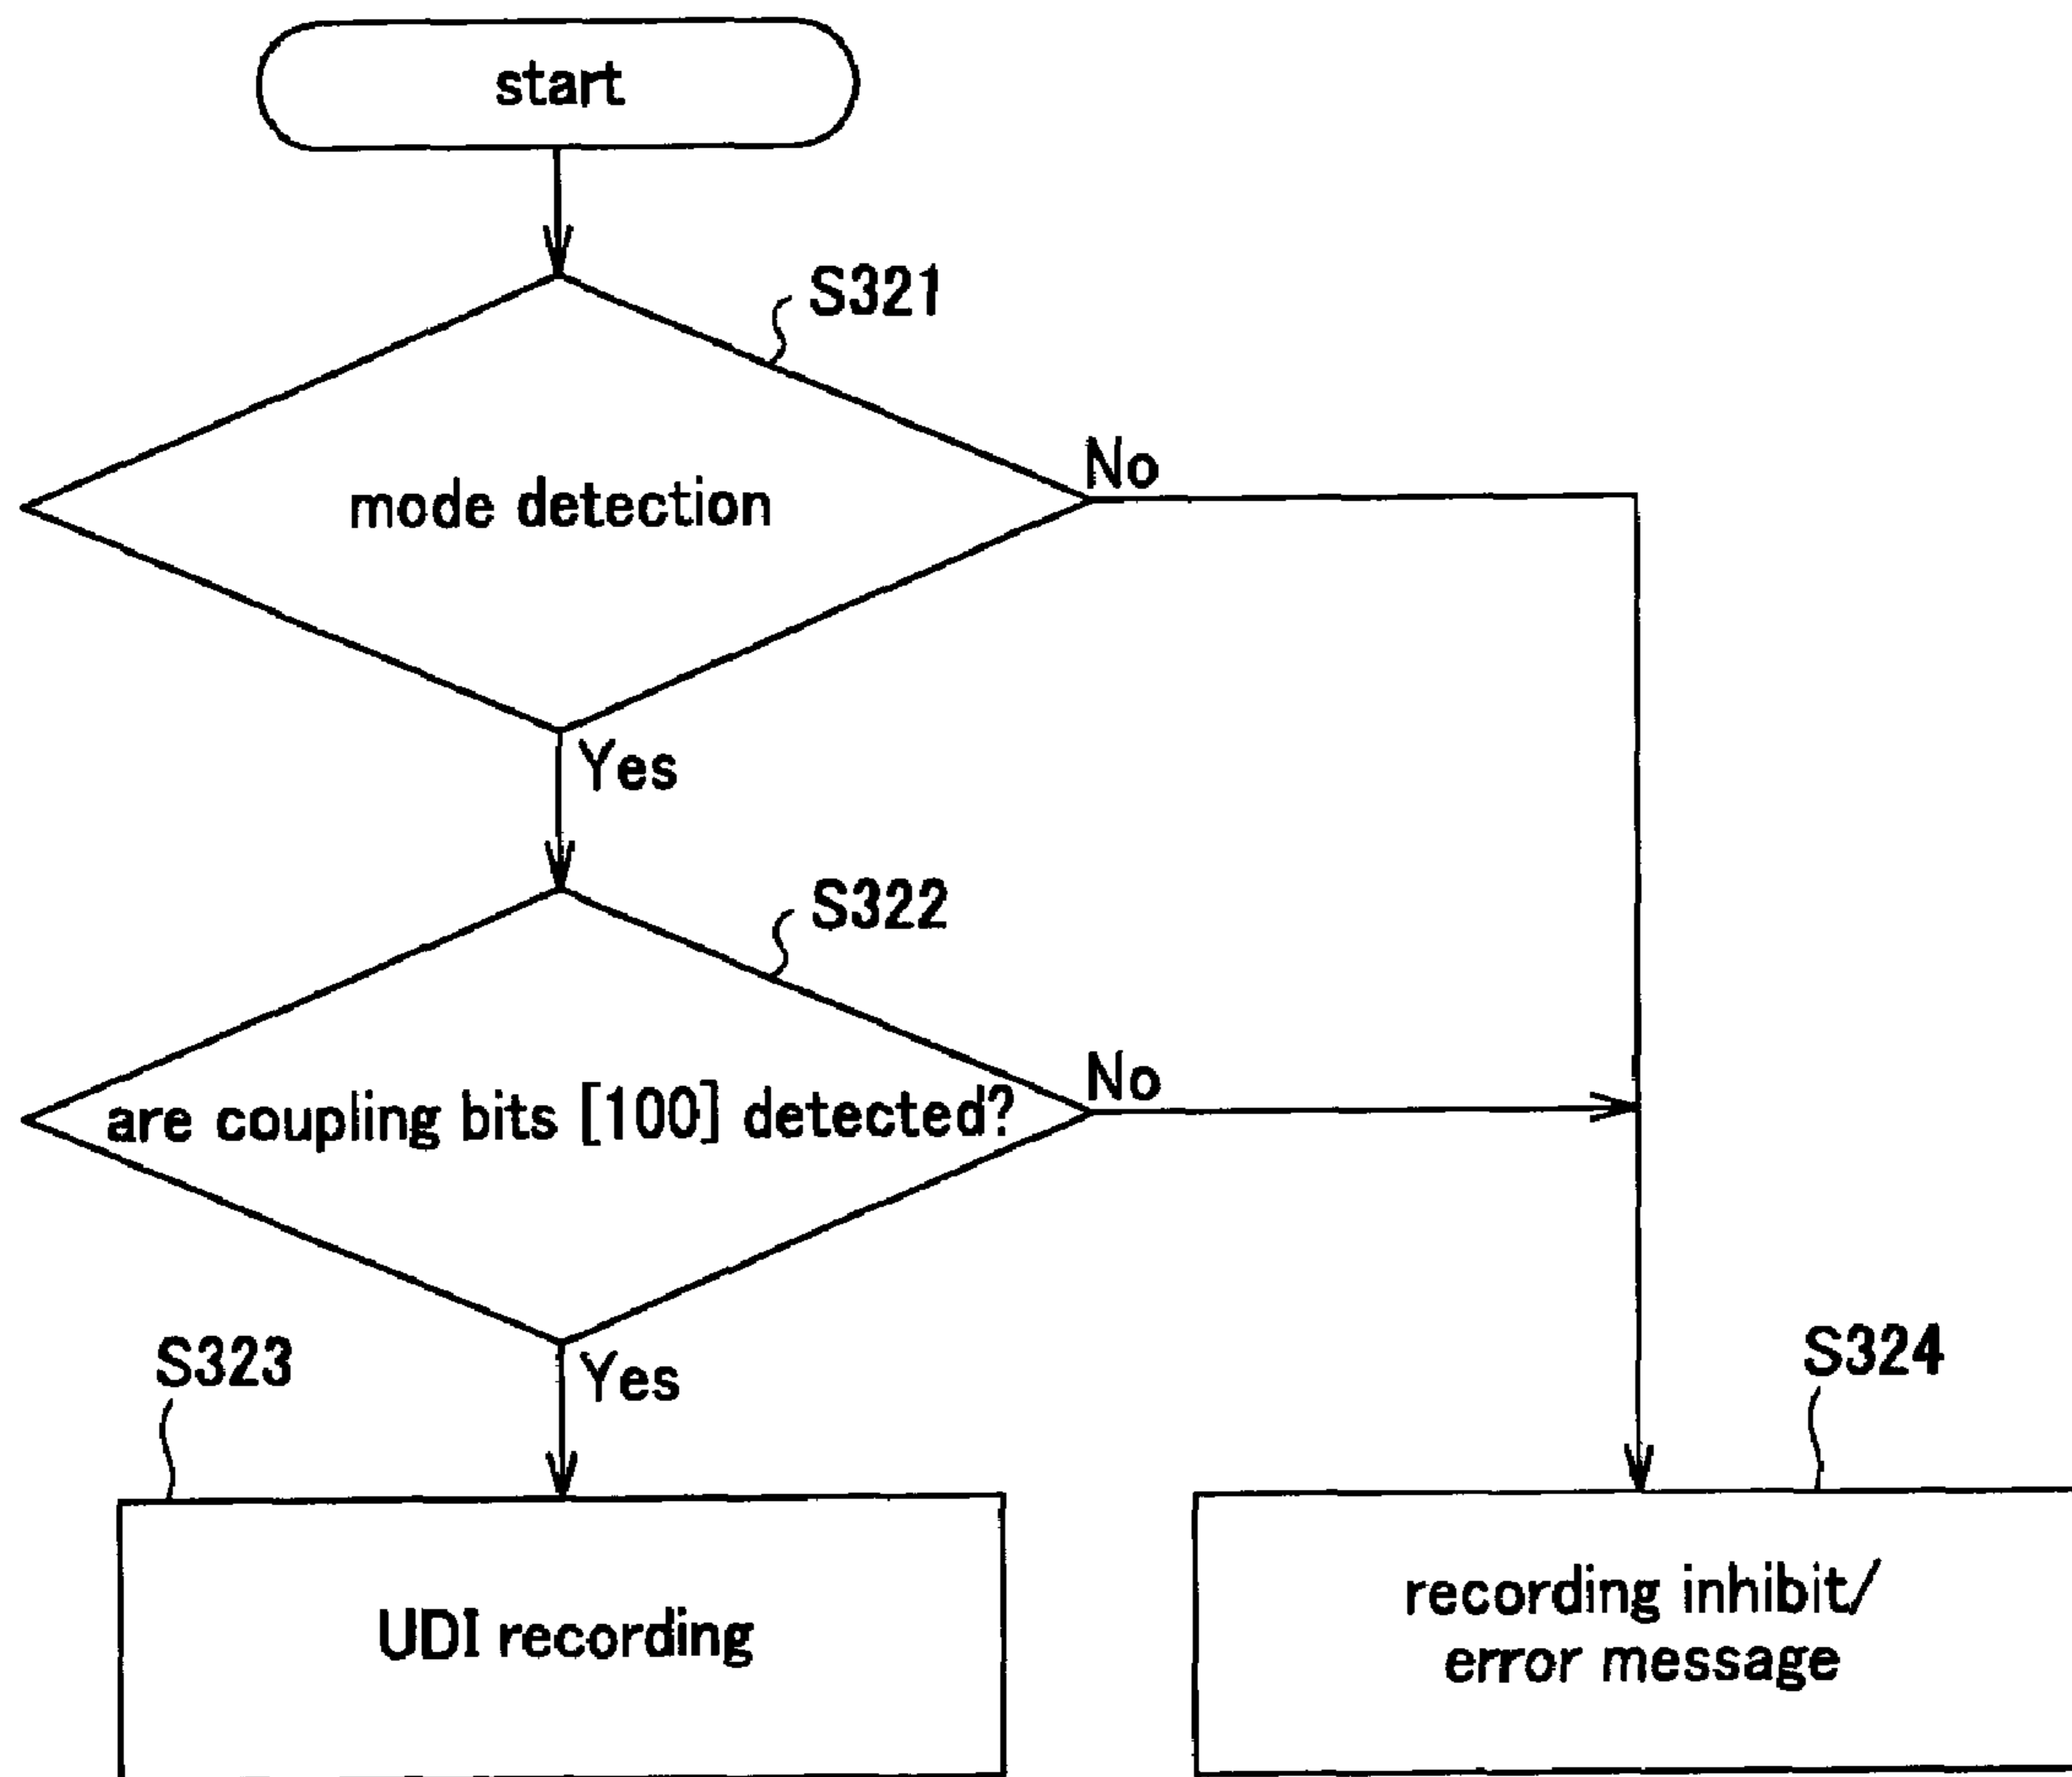 start
S321
No
mode detection
Yes
S322
No
are coupling bits [100] detected?
S323
Yes
S324
UDI recording
recording inhibit/
error message